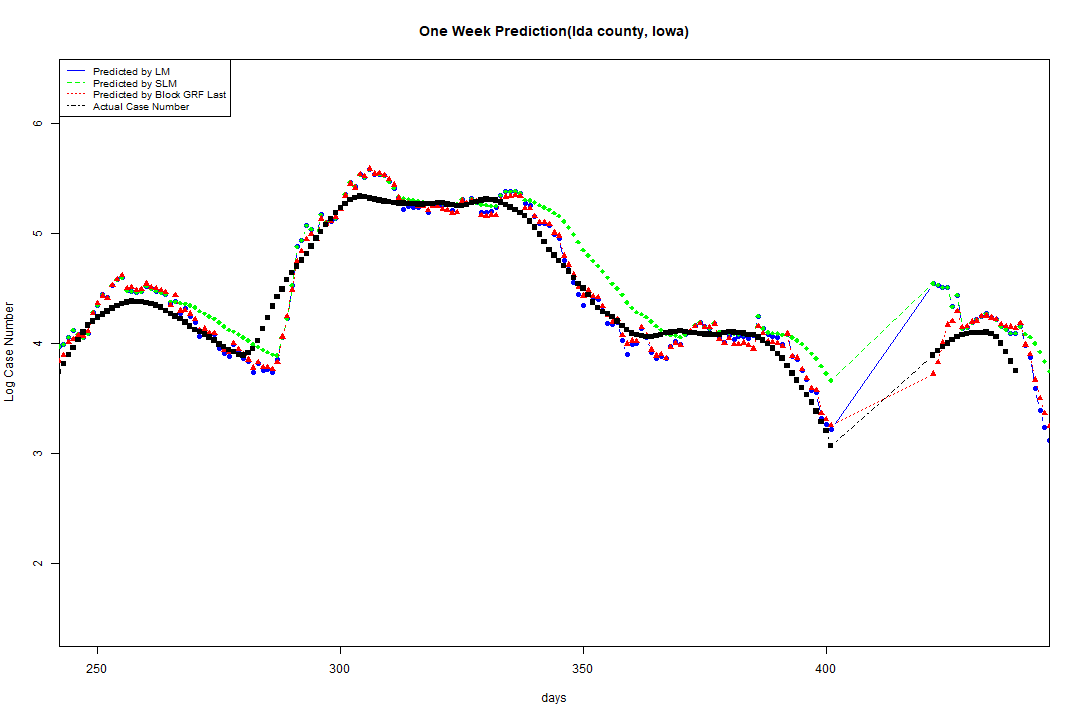 One Week Prediction(Ida county, Iowa)
Predicted by LM
Predicted by SLM
Predicted by Block GRF Last
Actual Case Number
6
5
4
3
2
Log Case Number
250 300 350 400
days